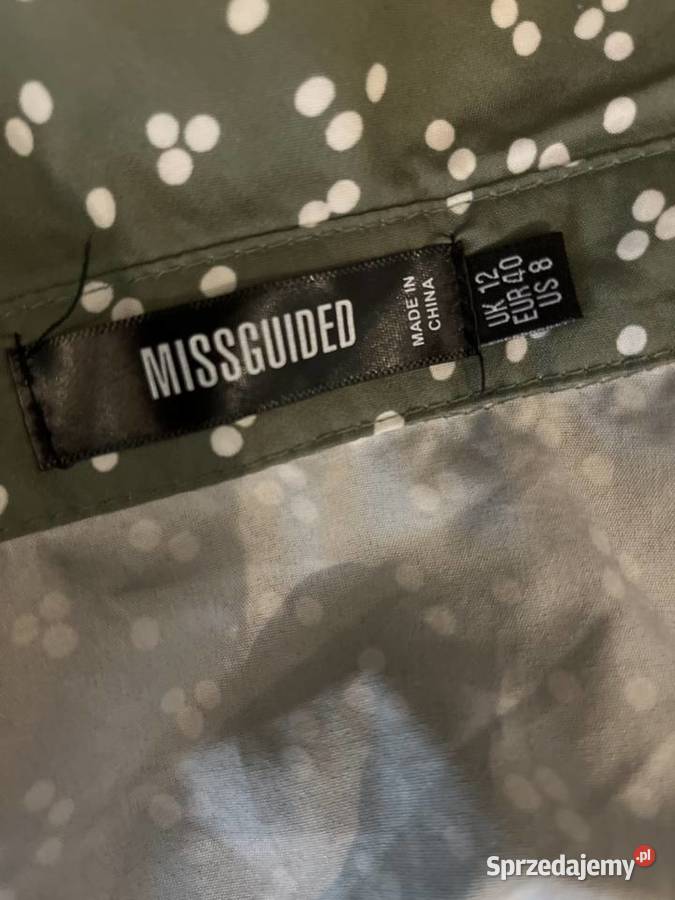 MISSGUIDED
MADE IN
CHINA
UK 12
EUR 40
US 8
Sprzedajemy.pl